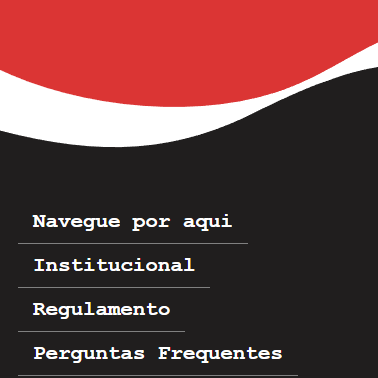 Navegue por aqui
Institucional
Regulamento
Perguntas Frequentes